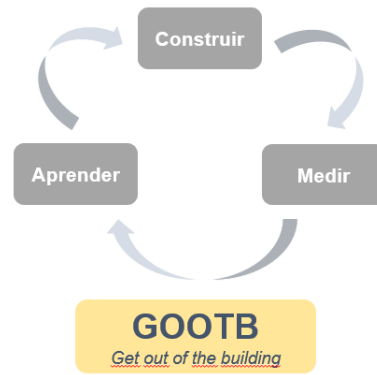 Construir
Aprender
Medir
GOOTB
Get out of the building